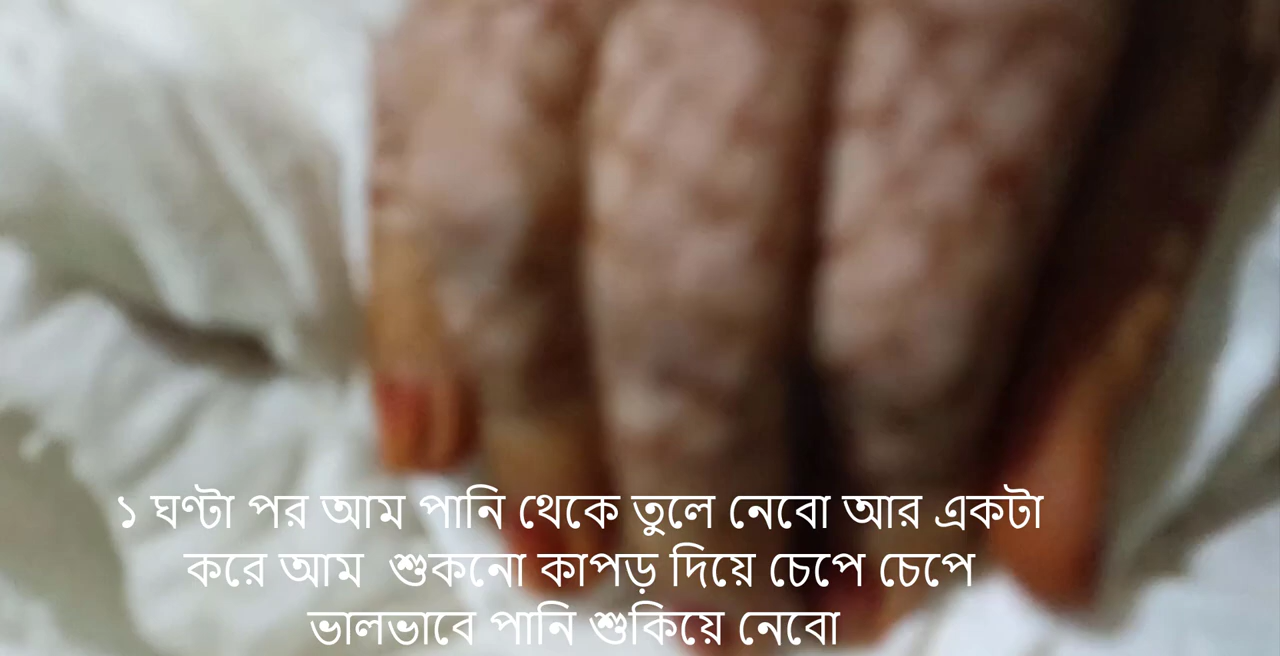 ১ ঘণ্টা পর আম পানি থেকে তুলে নেবো আর একটা
করে আম  শুকনো কাপড় দিয়ে চেপে চেপে
ভালভাবে পানি শুকিয়ে নেবো